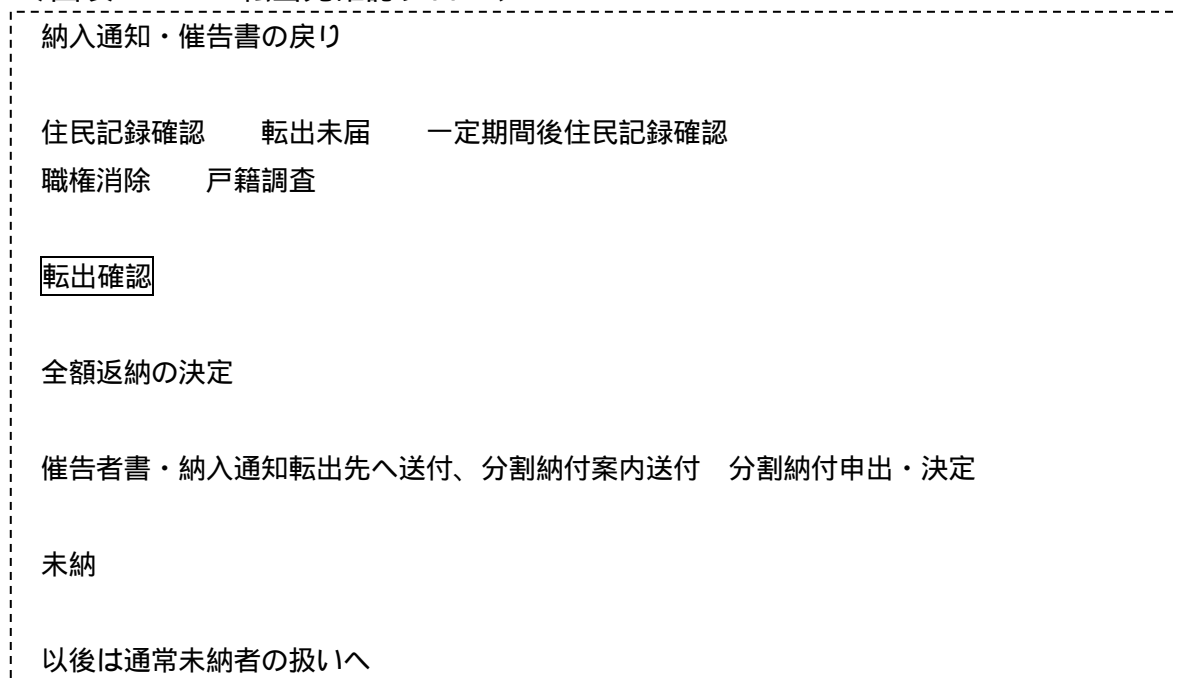 納入通知・催告書の戻り
住民記録確認　　転出未届　　一定期間後住民記録確認
職権消除　　戸籍調査
転出確認
全額返納の決定
催告者書・納入通知転出先へ送付、分割納付案内送付　分割納付申出・決定
未納
以後は通常未納者の扱いへ